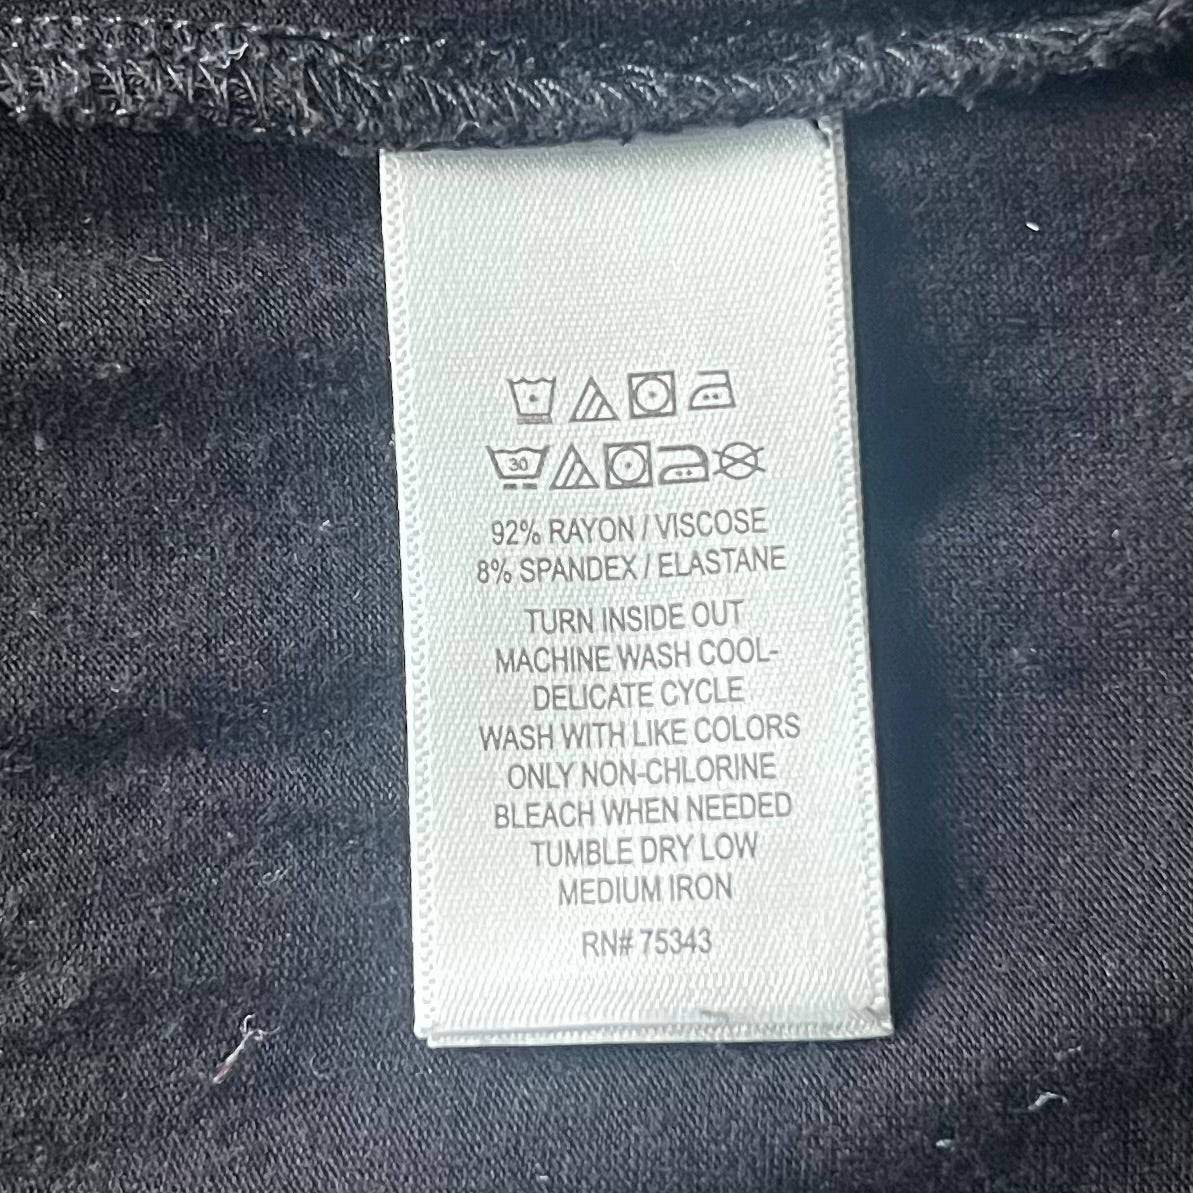 30
92% RAYON / VISCOSE
8% SPANDEX / ELASTANE
TURN INSIDE OUT
MACHINE WASH COOL-
DELICATE CYCLE
WASH WITH LIKE COLORS
ONLY NON-CHLORINE
BLEACH WHEN NEEDED
TUMBLE DRY LOW
MEDIUM IRON
RN# 75343